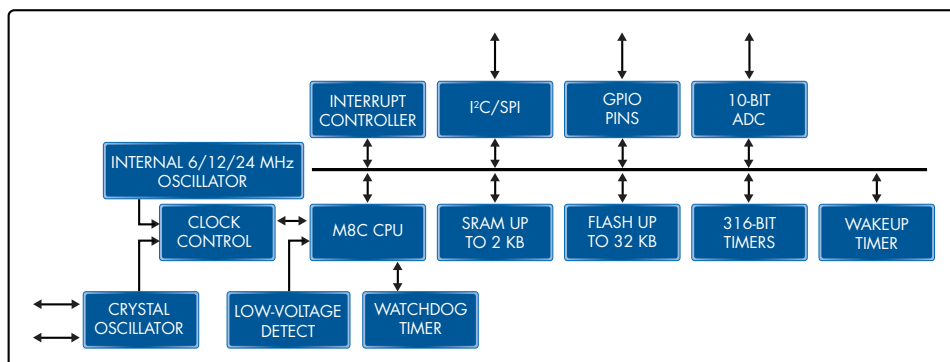 INTERRUPT
CONTROLLER
I²C/SPI
GPIO
PINS
10-BIT
ADC
INTERNAL 6/12/24 MHz
OSCILLATOR
CLOCK
CONTROL
M8C CPU
SRAM UP
TO 2 KB
FLASH UP
TO 32 KB
316-BIT
TIMERS
WAKEUP
TIMER
CRYSTAL
OSCILLATOR
LOW-VOLTAGE
DETECT
WATCHDOG
TIMER